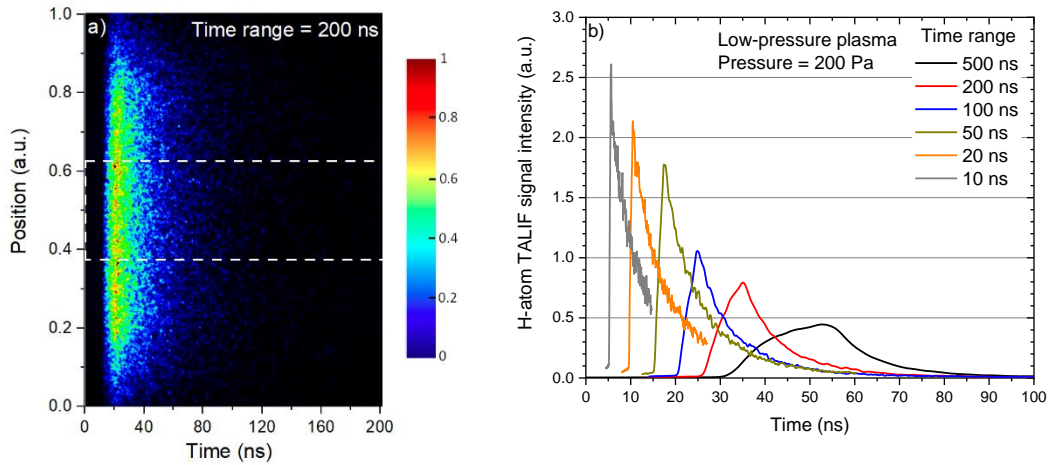 a)
Time range = 200 ns
Position (a.u.)
1.0
0.8
0.6
0.4
0.2
0.0
0 40 80 120 160 200
Time (ns)
1
0.8
0.6
0.4
0.2
0
b)
Low-pressure plasma
Pressure = 200 Pa
Time range
500 ns
200 ns
100 ns
50 ns
20 ns
10 ns
H-atom TALIF signal intensity (a.u.)
3.0
2.5
2.0
1.5
1.0
0.5
0.0
0 10 20 30 40 50 60 70 80 90 100
Time (ns)